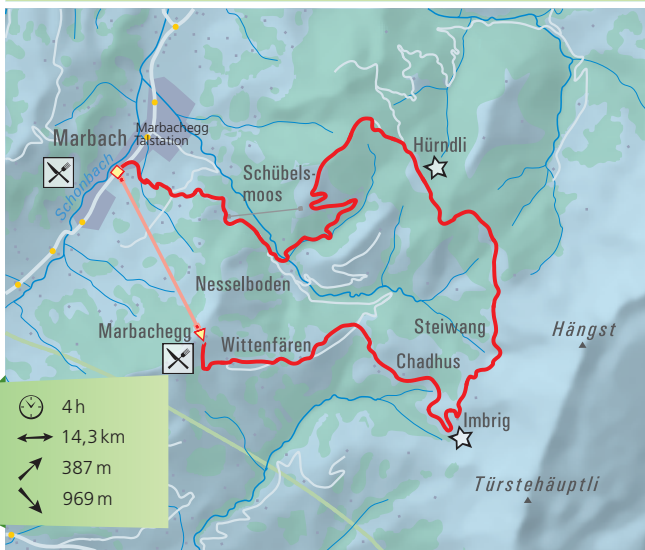 Marbach
Marbachegg
Talstation
Hürndli
Schönbach
Schübels-
moos
Nesselboden
Marbachegg
Wittenfären
Steiwang
Hängst
Chadhus
Imbrig
Türstehäuptli
4 h
14,3 km
387 m
969 m